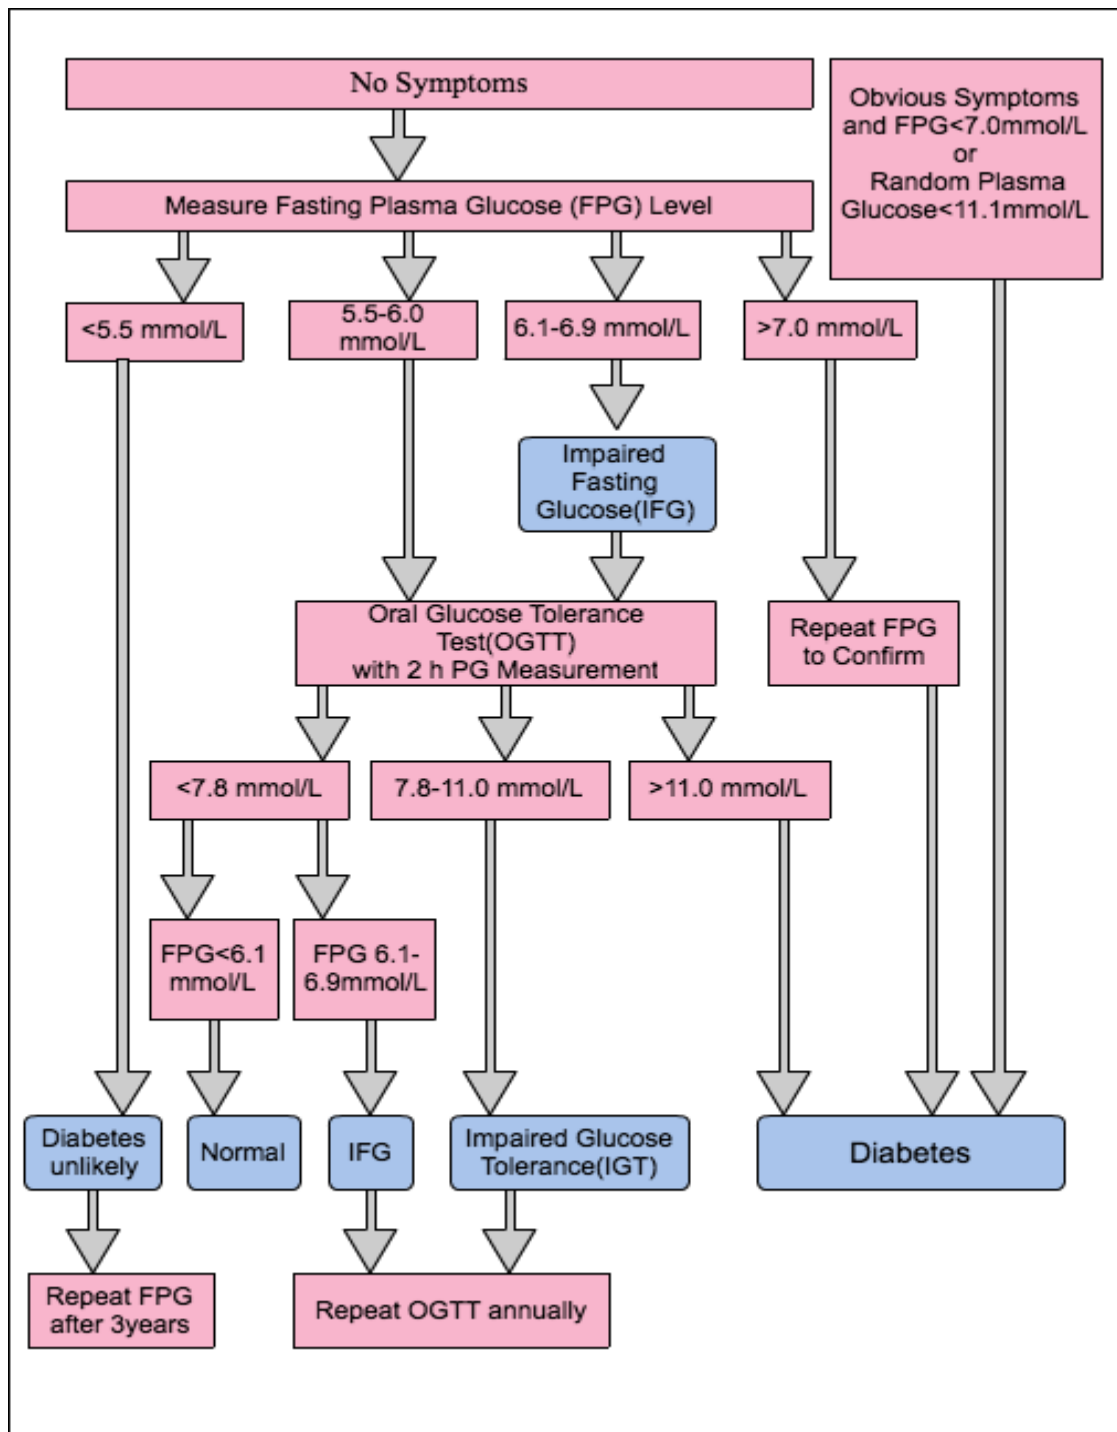 No Symptoms
Obvious Symptoms
and FPG<7.0mmol/L
or
Random Plasma
Glucose<11.1mmol/L
Measure Fasting Plasma Glucose (FPG) Level
<5.5 mmol/L
5.5-6.0
mmol/L
6.1-6.9 mmol/L
>7.0 mmol/L
Impaired
Fasting
Glucose(IFG)
Oral Glucose Tolerance
Test(OGTT)
with 2 h PG Measurement
Repeat FPG
to Confirm
<7.8 mmol/L
7.8-11.0 mmol/L
>11.0 mmol/L
FPG<6.1
mmol/L
FPG 6.1-
6.9mmol/L
Diabetes
unlikely
Normal
IFG
Impaired Glucose
Tolerance(IGT)
Diabetes
Repeat FPG
after 3years
Repeat OGTT annually